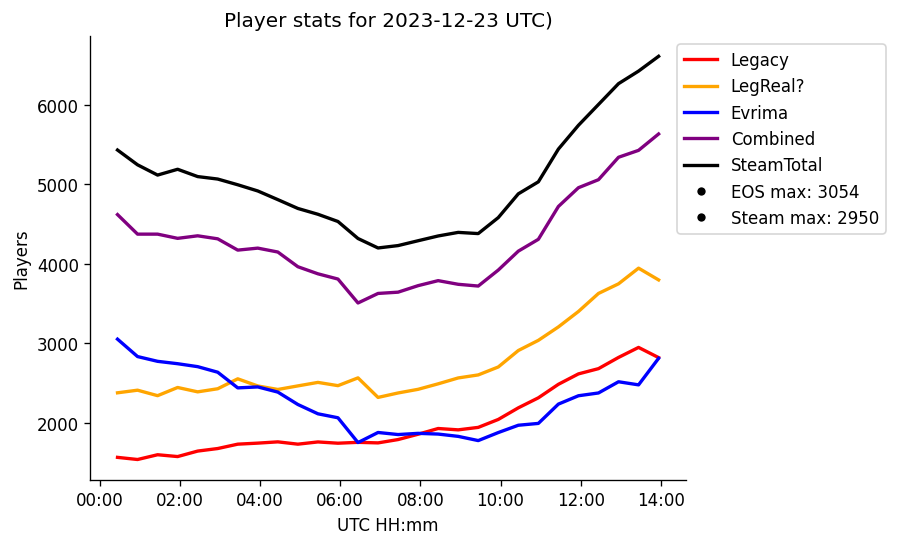 Player stats for 2023-12-23 UTC)
Legacy
LegReal?
Evrima
Combined
SteamTotal
EOS max: 3054
Steam max: 2950
Players
6000
5000
4000
3000
2000
00:00 02:00 04:00 06:00 08:00 10:00 12:00 14:00
UTC HH:mm